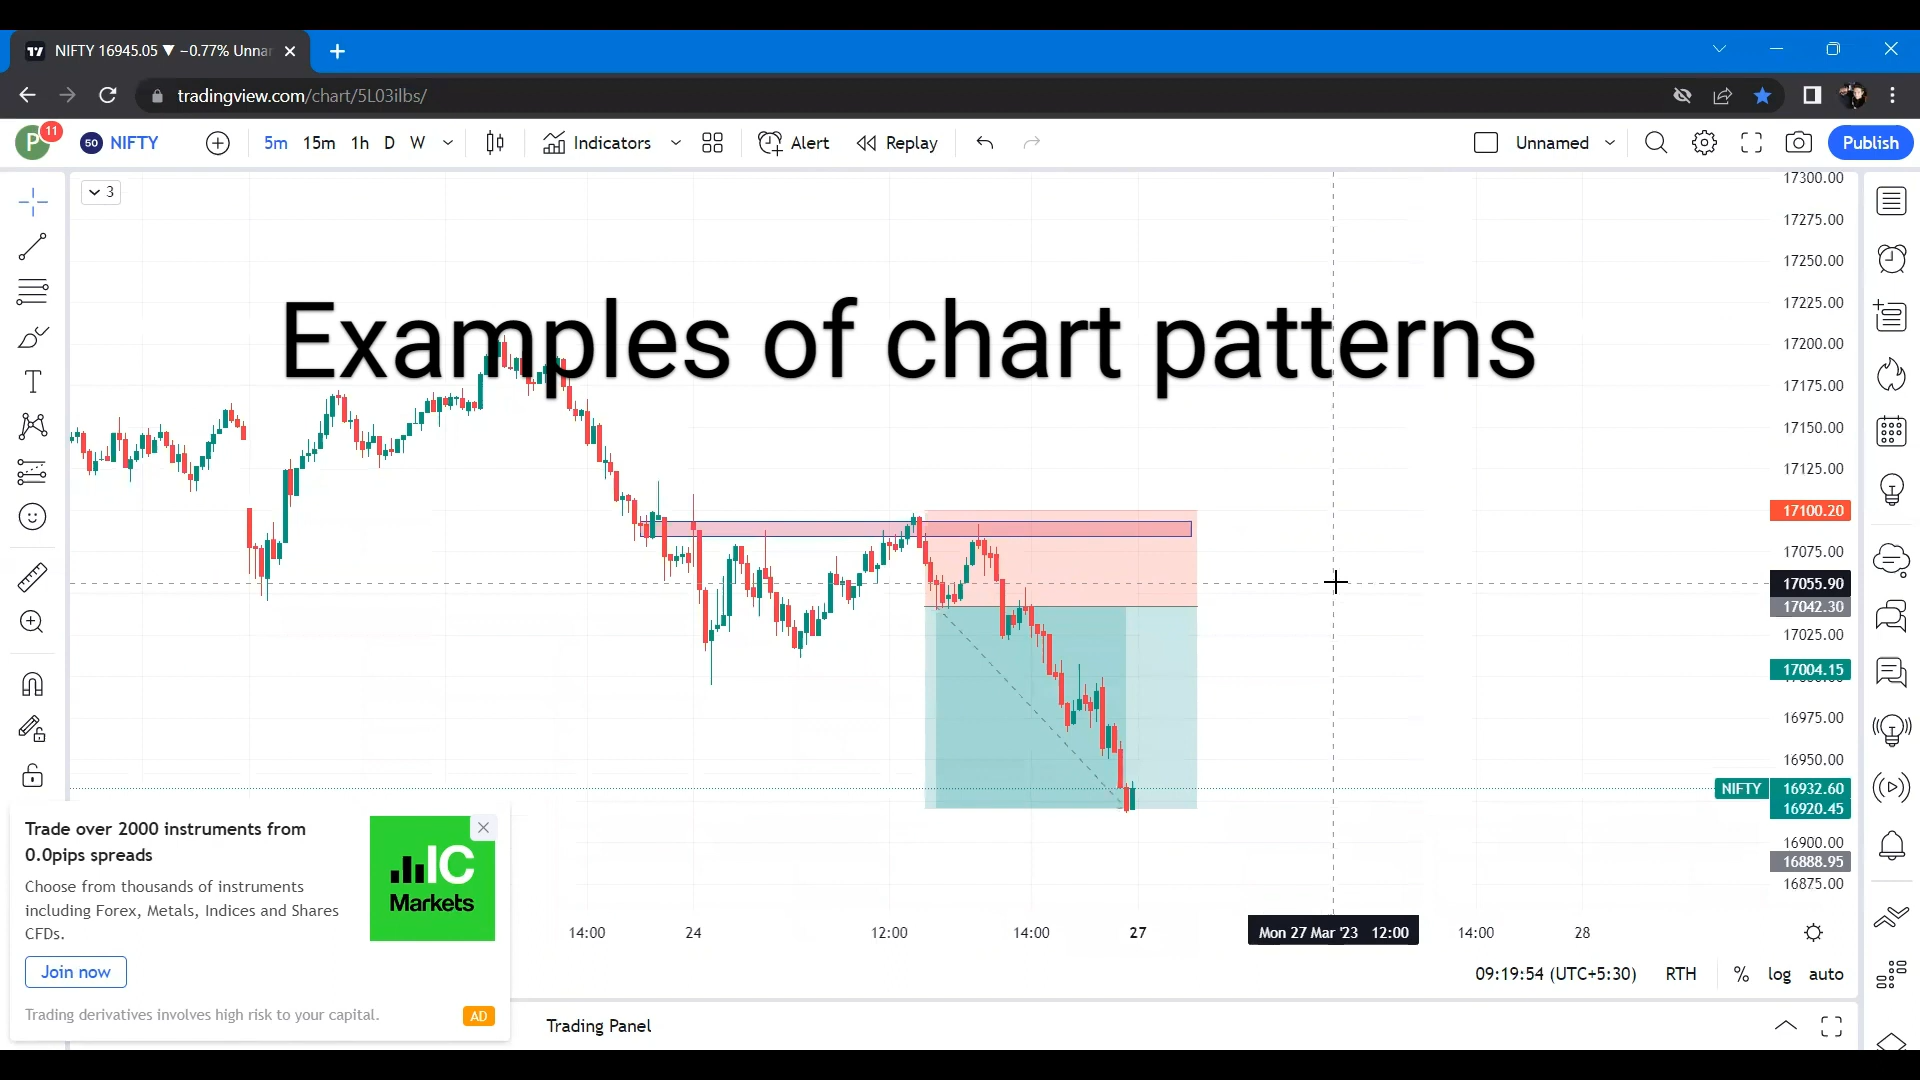 NIFTY 16945.05 ▼ −0.77% Unnar
tradingview.com/chart/5L03ilbs/
P 11 50 NIFTY 5m 15m 1h D W Indicators Alert Replay Unnamed Publish
3
Examples of chart patterns
17300.00
17275.00
17250.00
17225.00
17200.00
17175.00
17150.00
17125.00
17100.20
17075.00
17055.90
17042.30
17025.00
17004.15
16975.00
16950.00
NIFTY 16932.60
16920.45
16900.00
16888.95
16875.00
Trade over 2000 instruments from
0.0pips spreads
Choose from thousands of instruments
including Forex, Metals, Indices and Shares
CFDs.
IC
Markets
Join now
Trading derivatives involves high risk to your capital.
AD
14:00 24 12:00 14:00 27 Mon 27 Mar '23 12:00 14:00 28
09:19:54 (UTC+5:30) RTH % log auto
Trading Panel